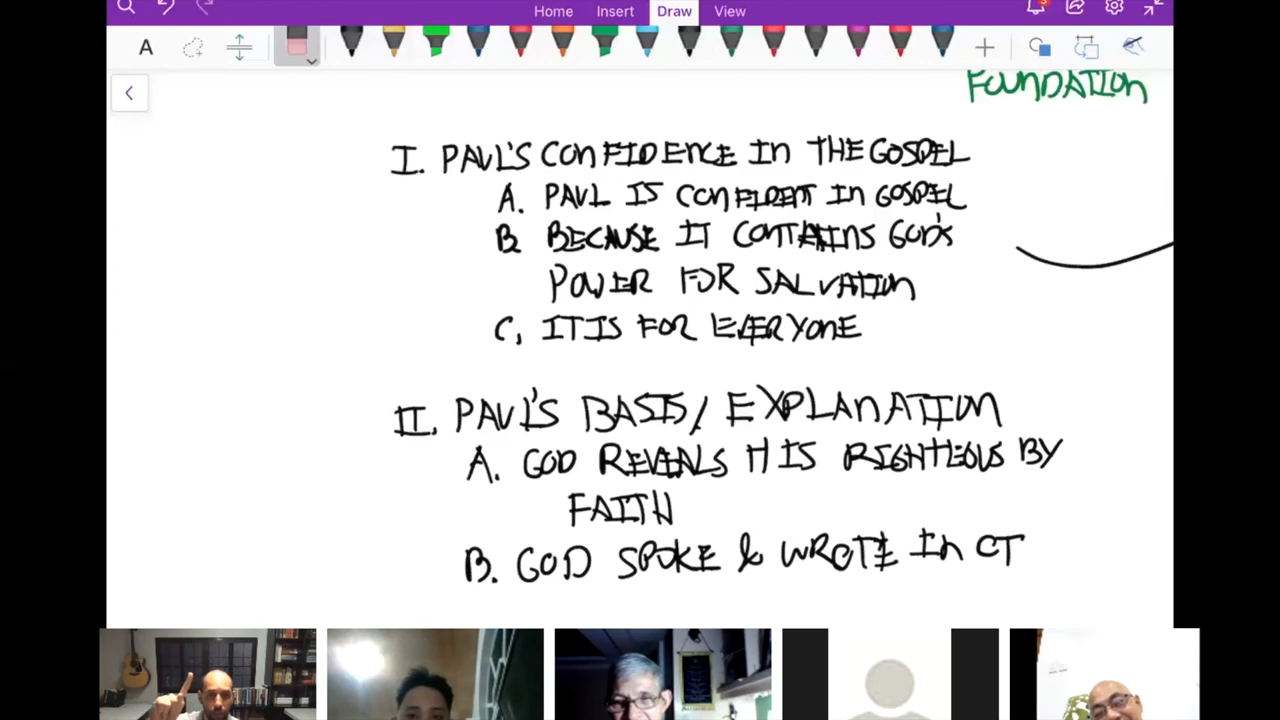 Home Insert Draw View
A
FOUNDATION
I. PAUL'S CONFIDENCE IN THE GOSPEL
A. PAUL IS CONFIDENT IN GOSPEL
B. BECAUSE IT CONTAINS GOD'S
POWER FOR SALVATION
C. IT IS FOR EVERYONE
II. PAUL'S BASIS/EXPLANATION
A. GOD REVEALS HIS RIGHTEOUS BY
FAITH
B. GOD SPOKE & WROTE IN OT